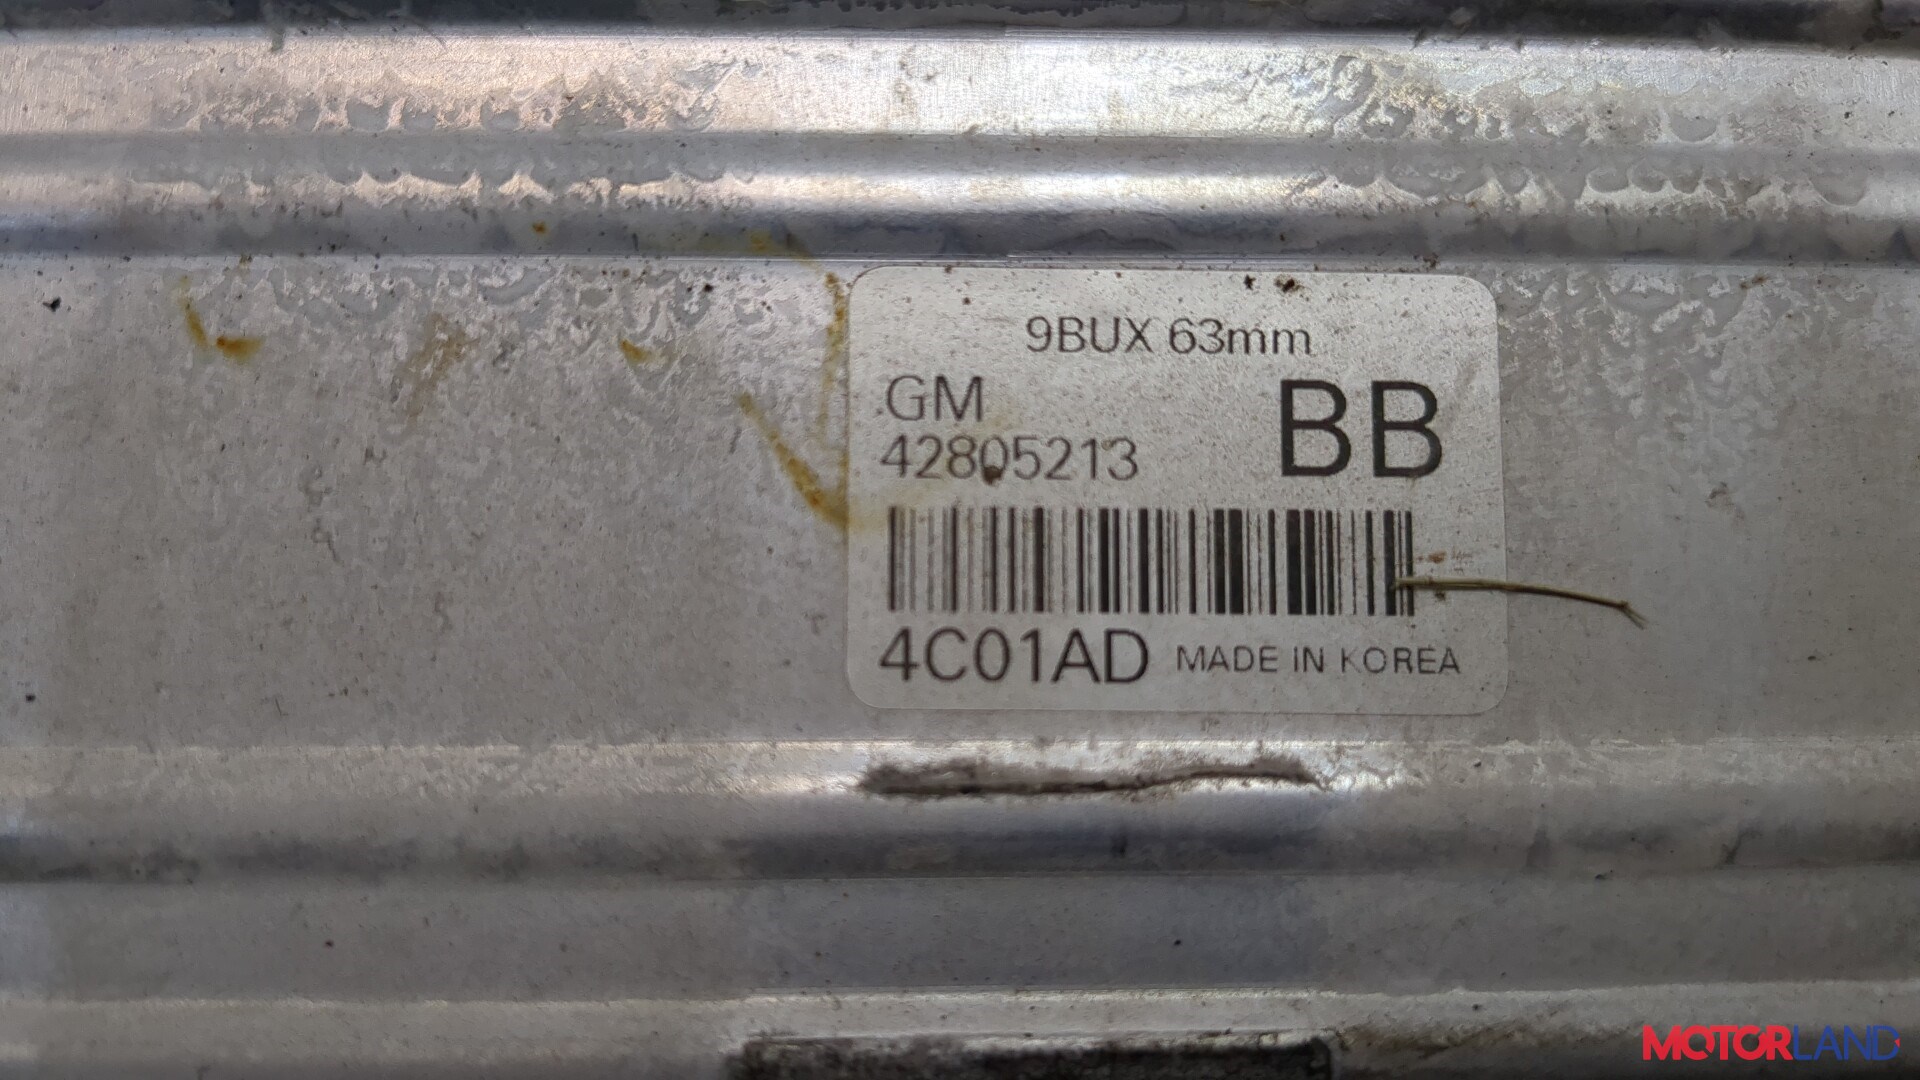 9BUX 63mm
GM
42805213
BB
4C01AD MADE IN KOREA
MOTORLAND